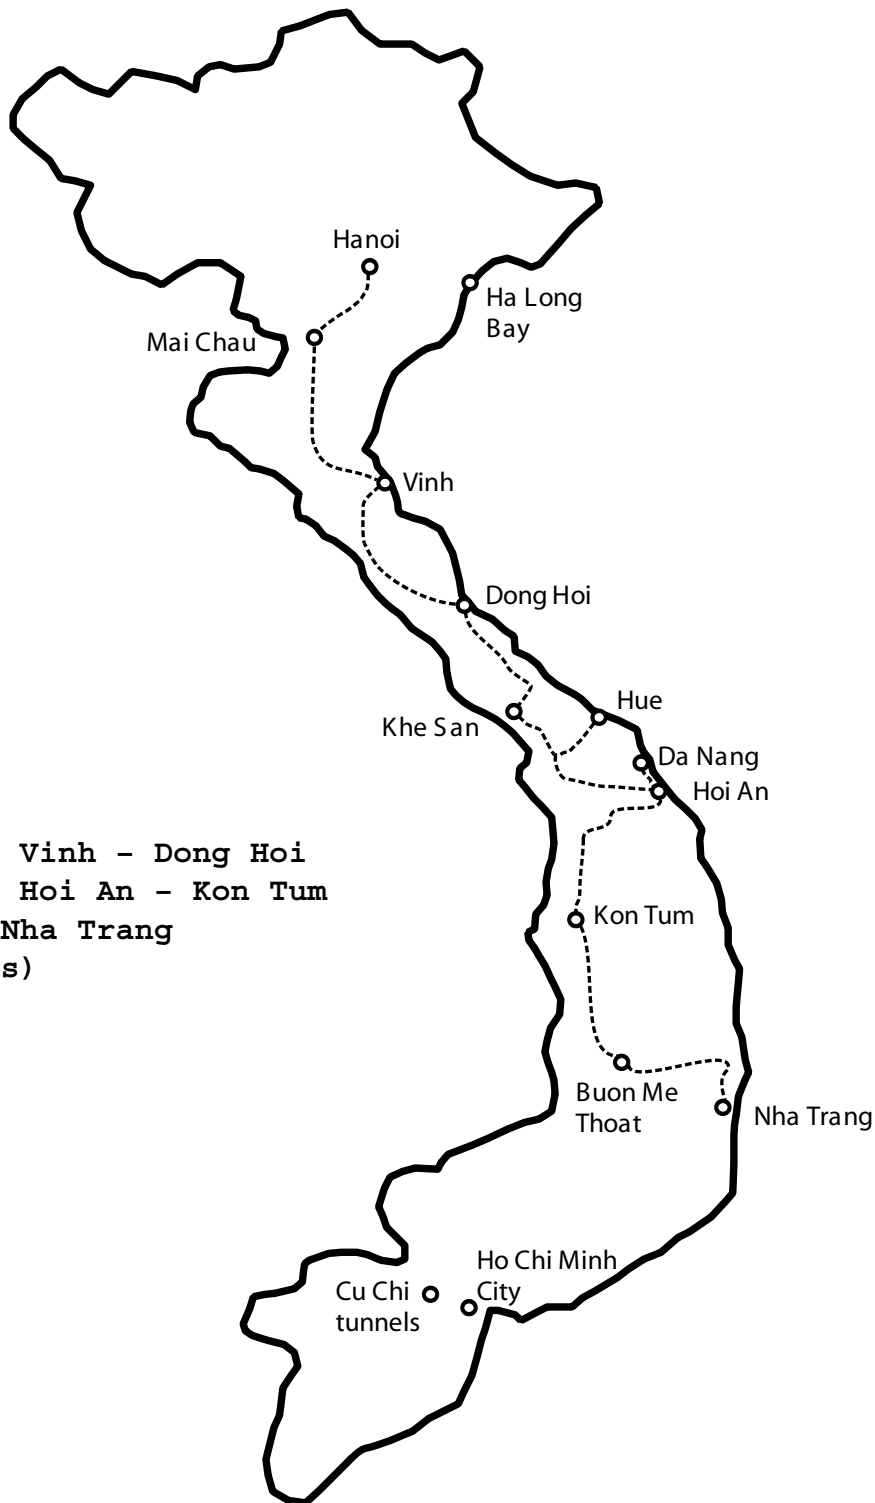 Hanoi
Ha Long
Bay
Mai Chau
Vinh
Dong Hoi
Hue
Khe San
Da Nang
Hoi An
Vinh – Dong Hoi
Hoi An – Kon Tum
Nha Trang
s)
Kon Tum
Buon Me
Thoat
Nha Trang
Ho Chi Minh
City
Cu Chi
tunnels